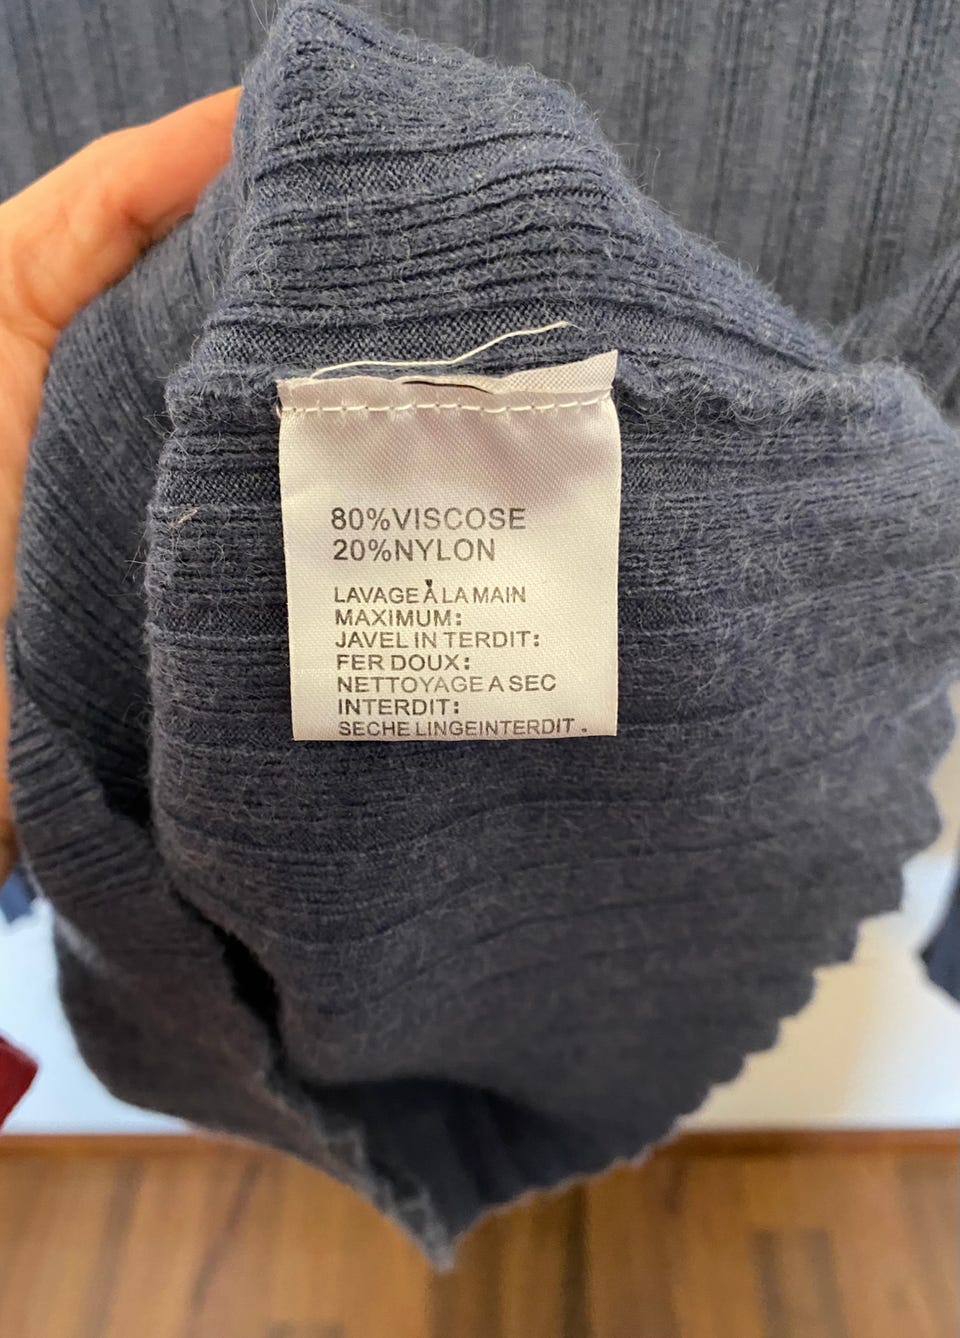 80%VISCOSE
20%NYLON
LAVAGE À LA MAIN
MAXIMUM:
JAVEL IN TERDIT:
FER DOUX:
NETTOYAGE A SEC
INTERDIT:
SECHE LINGEINTERDIT .